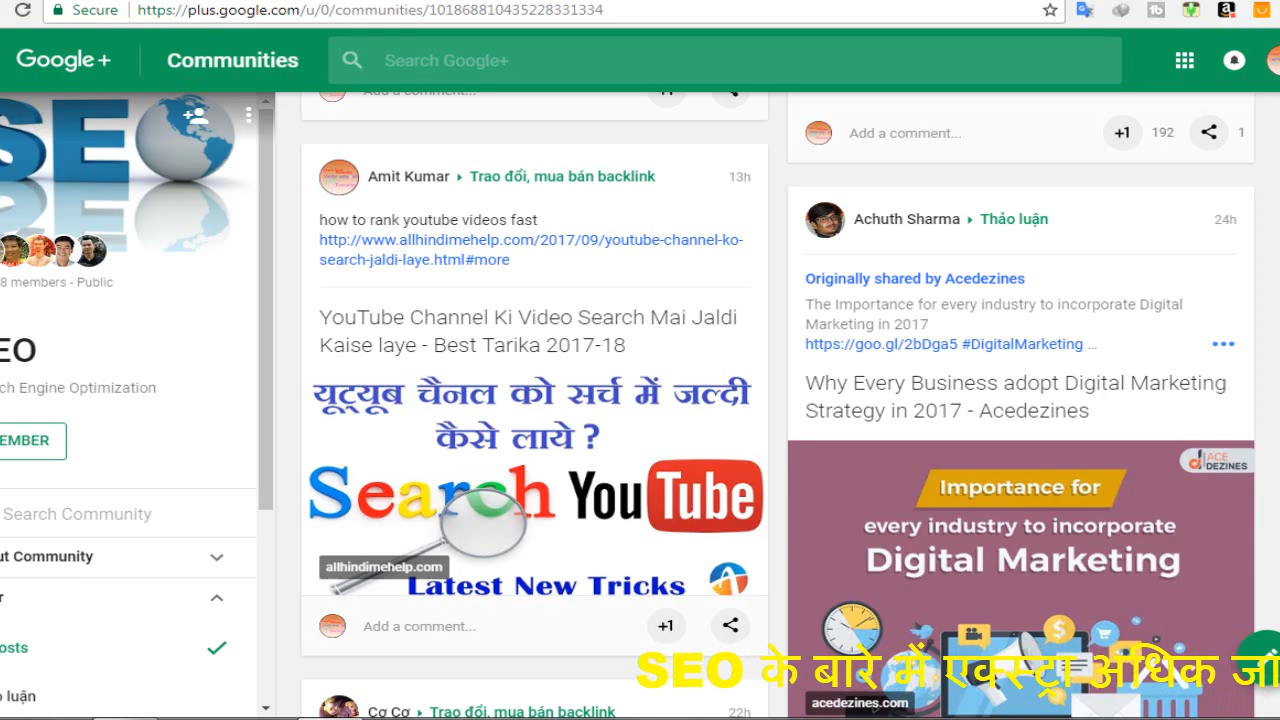 Secure
https://plus.google.com/u/0/communities/101868810435228331334
Google+
Communities
Search Google+
SEO
8 members - Public
EO
ch Engine Optimization
EMBER
Search Community
ut Community
r
osts
o luận
Add a comment...
Amit Kumar ▸ Trao đổi, mua bán backlink
13h
how to rank youtube videos fast
http://www.allhindimehelp.com/2017/09/youtube-channel-ko-
search-jaldi-laye.html#more
YouTube Channel Ki Video Search Mai Jaldi
Kaise laye - Best Tarika 2017-18
यूट्यूब चैनल को सर्च में जल्दी
कैसे लाये ?
Search YouTube
allhindimehelp.com
Latest New Tricks
Add a comment...
+1
Cơ Cơ ▸ Trao đổi, mua bán backlink
22h
Add a comment...
+1
192
1
Achuth Sharma ▸ Thảo luận
24h
Originally shared by Acedezines
The Importance for every industry to incorporate Digital
Marketing in 2017
https://goo.gl/2bDga5 #DigitalMarketing ...
Why Every Business adopt Digital Marketing
Strategy in 2017 - Acedezines
ACE
DEZINES
Importance for
every industry to incorporate
Digital Marketing
acedezines.com
SEO के बारे में एक्स्ट्रा अधिक जा